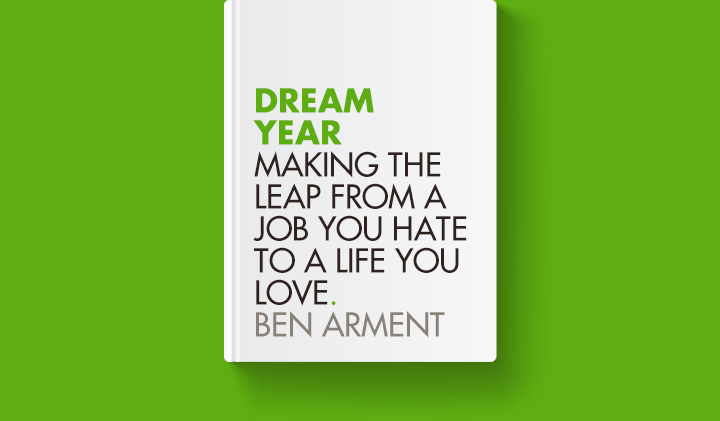 DREAM
YEAR
MAKING THE
LEAP FROM A
JOB YOU HATE
TO A LIFE YOU
LOVE.
BEN ARMENT